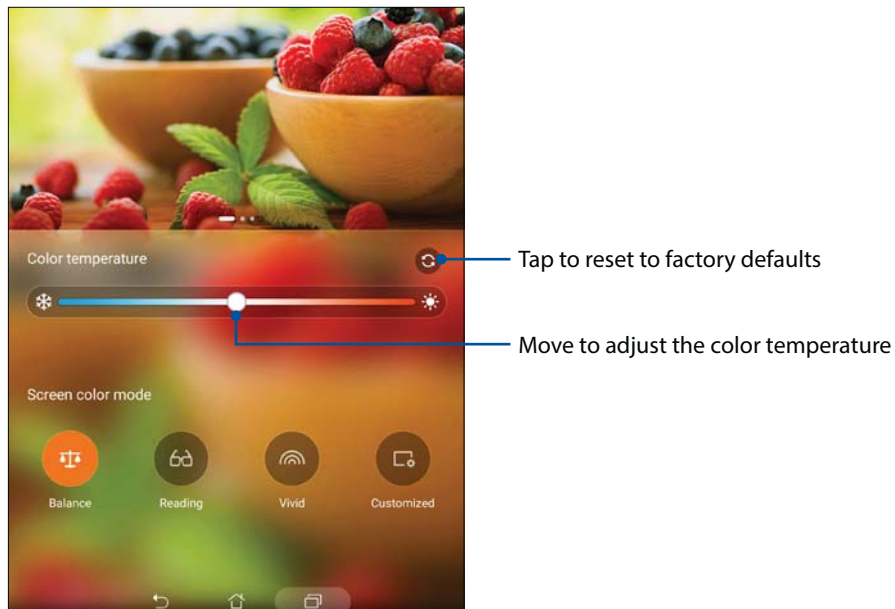 Color temperature
Tap to reset to factory defaults
Move to adjust the color temperature
Screen color mode
Balance
Reading
Vivid
Customized